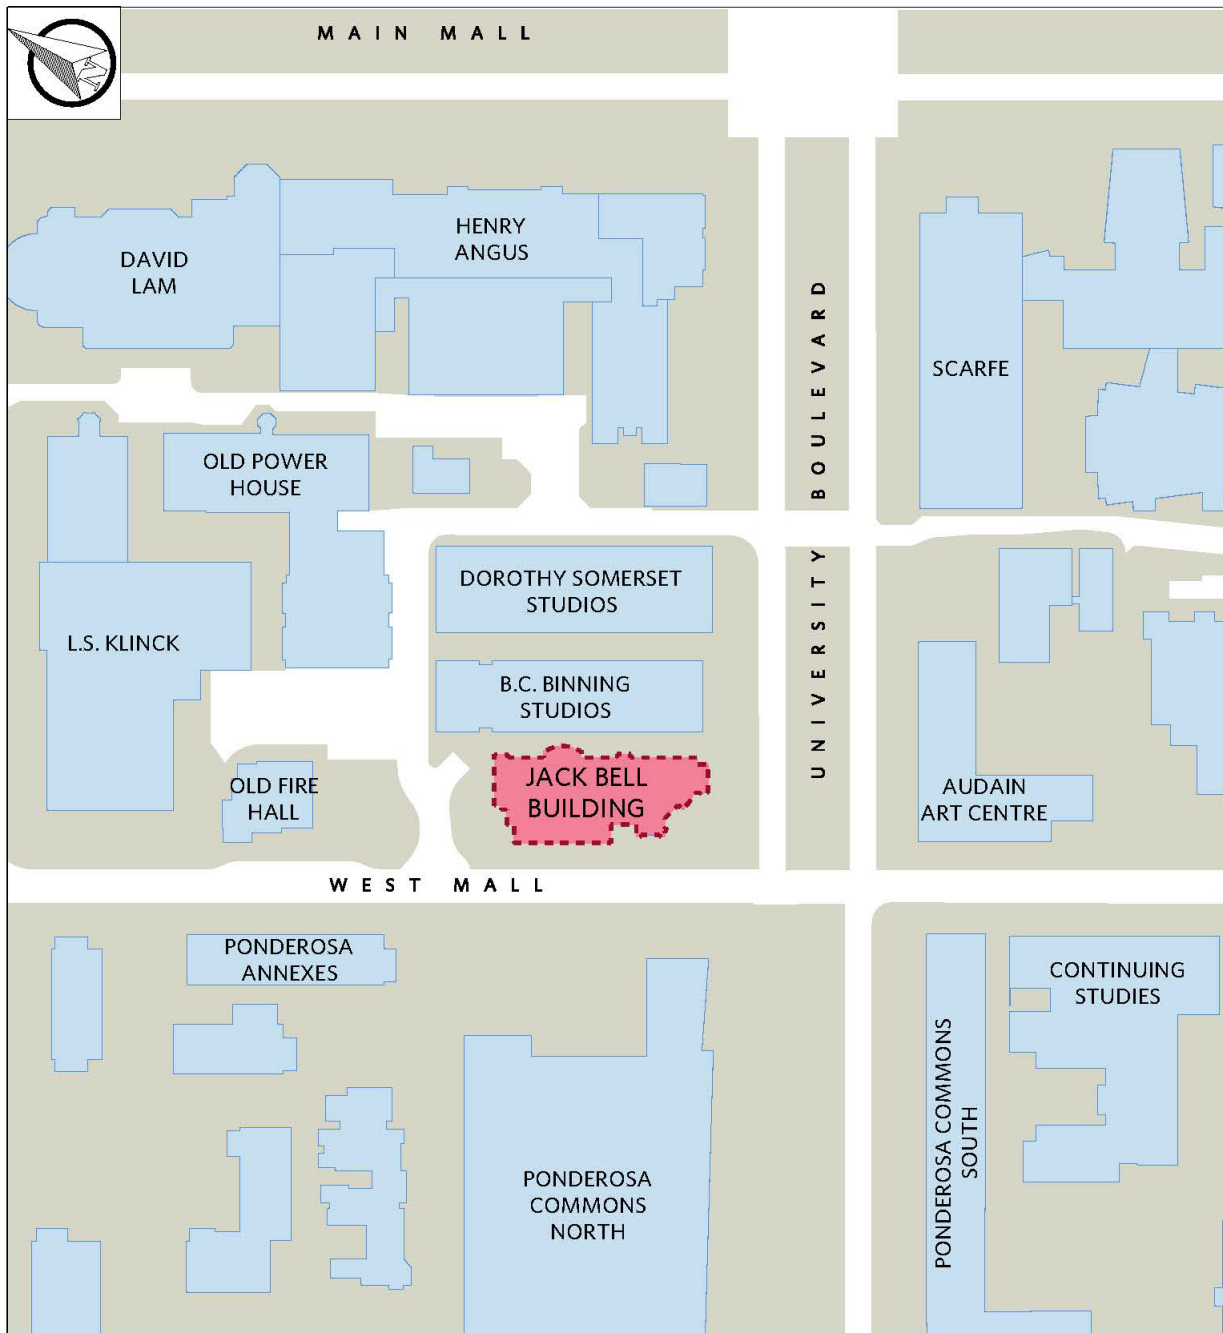 MAIN MALL
HENRY
ANGUS
DAVID
LAM
SCARFE
UNIVERSITY BOULEVARD
OLD POWER
HOUSE
DOROTHY SOMERSET
STUDIOS
L.S. KLINCK
B.C. BINNING
STUDIOS
JACK BELL
BUILDING
OLD FIRE
HALL
AUDAIN
ART CENTRE
WEST MALL
PONDEROSA
ANNEXES
CONTINUING
STUDIES
PONDEROSA COMMONS
SOUTH
PONDEROSA
COMMONS
NORTH